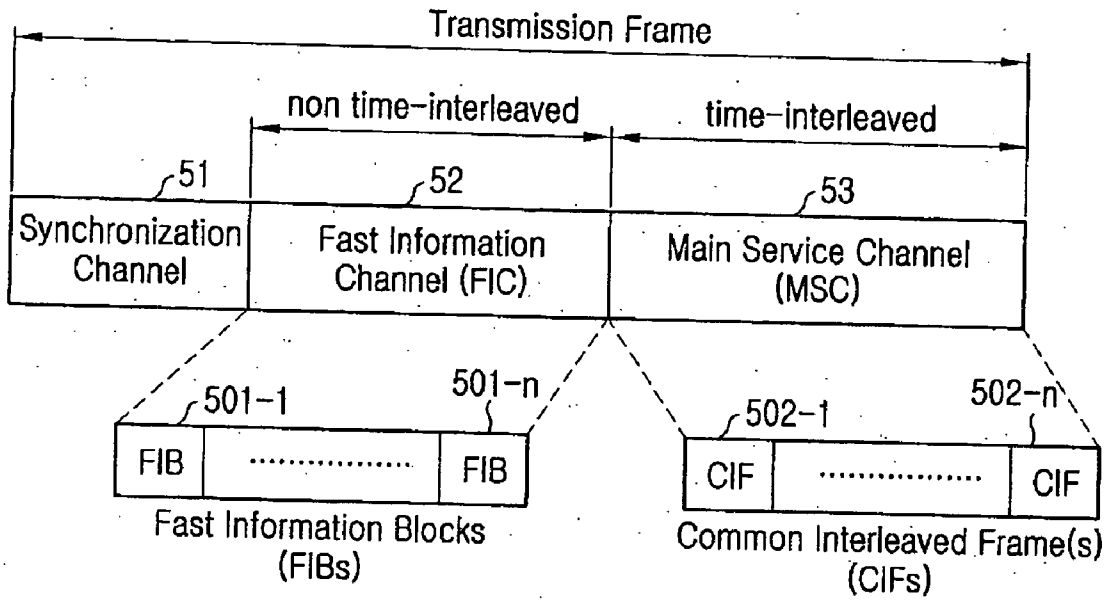 Transmission Frame
non time-interleaved
time-interleaved
51
52
53
Synchronization
Channel
Fast Information
Channel (FIC)
Main Service Channel
(MSC)
501-1
501-n
502-1
502-n
FIB
..................
FIB
CIF
..................
CIF
Fast Information Blocks
(FIBs)
Common Interleaved Frame(s)
(CIFs)